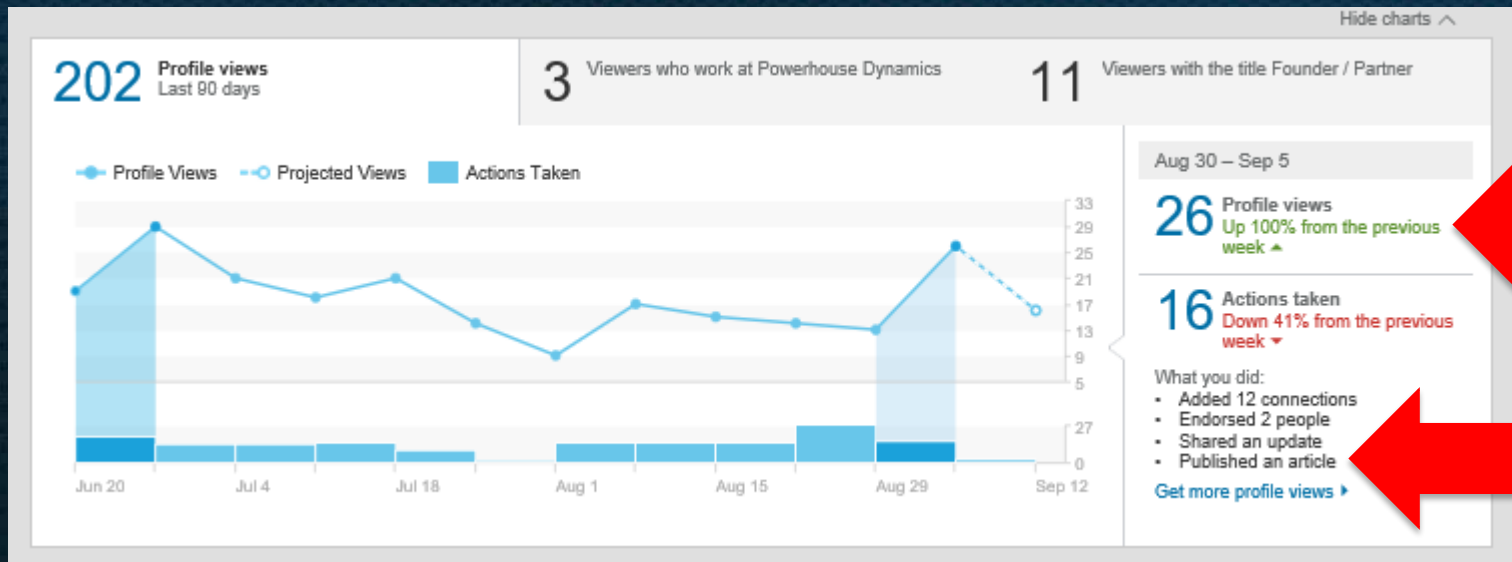 Hide charts
202 Profile views
Last 90 days
3 Viewers who work at Powerhouse Dynamics
11 Viewers with the title Founder / Partner
Profile Views Projected Views Actions Taken
33
29
25
21
17
13
9
5
27
0
Jun 20 Jul 4 Jul 18 Aug 1 Aug 15 Aug 29 Sep 12
Aug 30 – Sep 5
26 Profile views
Up 100% from the previous
week
16 Actions taken
Down 41% from the previous
week
What you did:
• Added 12 connections
• Endorsed 2 people
• Shared an update
• Published an article
Get more profile views